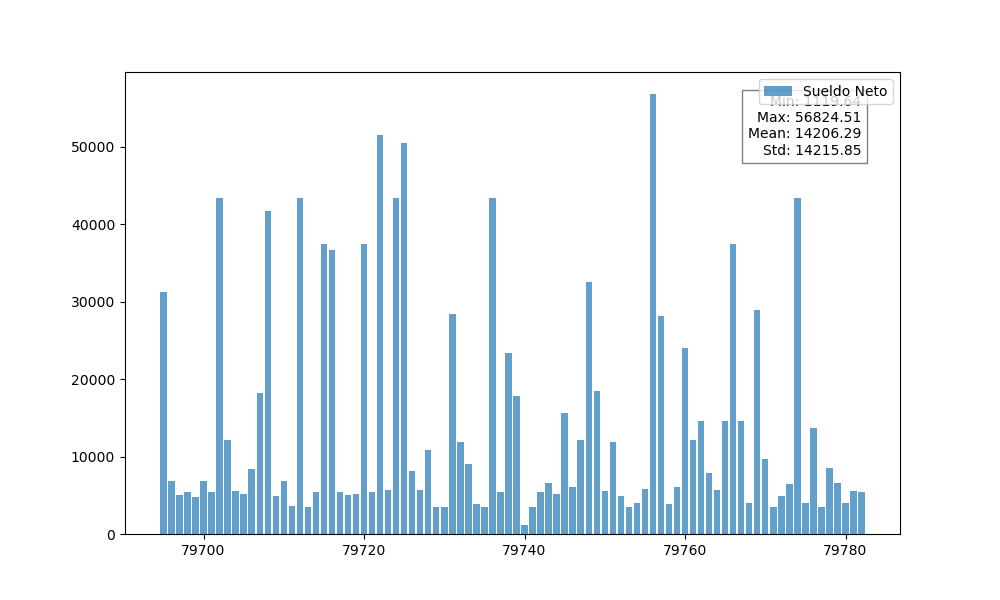 Sueldo Neto
Min: 1119.64
Max: 56824.51
Mean: 14206.29
Std: 14215.85
50000
40000
30000
20000
10000
0
79700 79720 79740 79760 79780